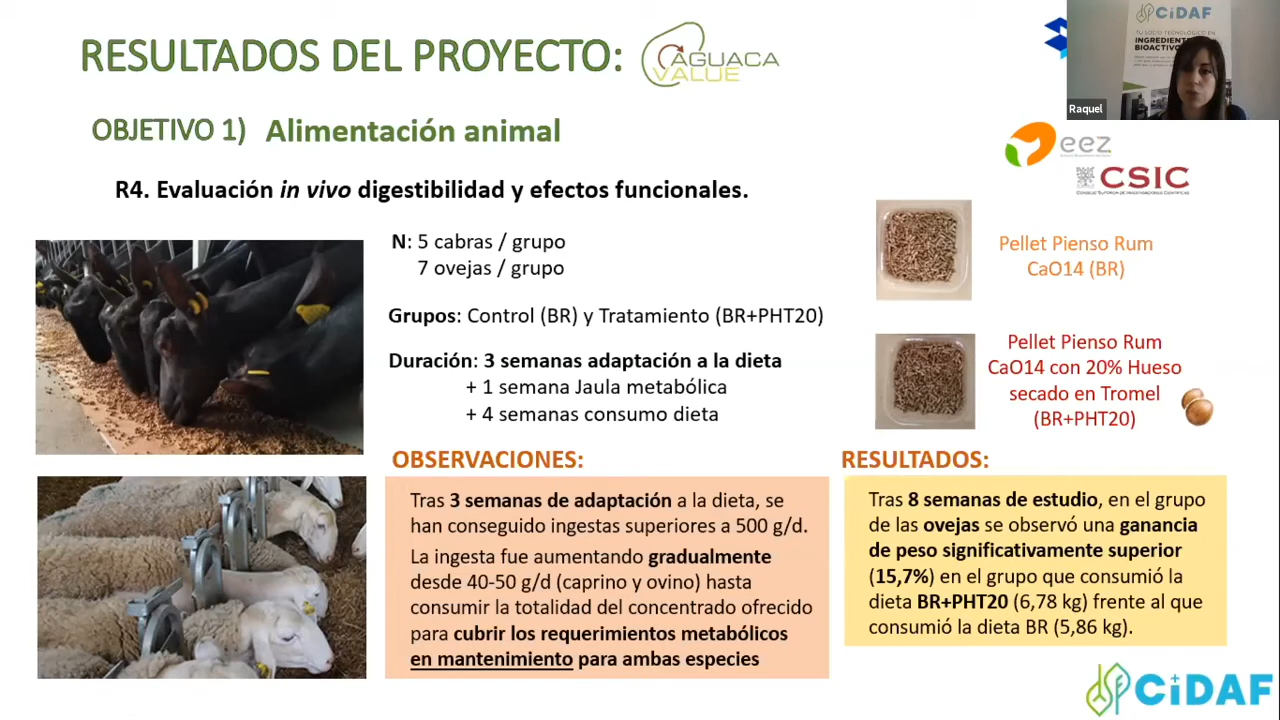 RESULTADOS DEL PROYECTO:
AGUACA
VALUE
CiDAF
INGREDIENTE
BIOACTIVO
Raquel
OBJETIVO 1) Alimentación animal
eez
CSIC
CONSEJO SUPERIOR DE INVESTIGACIONES CIENTÍFICAS
R4. Evaluación in vivo digestibilidad y efectos funcionales.
N: 5 cabras / grupo
7 ovejas / grupo
Grupos: Control (BR) y Tratamiento (BR+PHT20)
Duración: 3 semanas adaptación a la dieta
+ 1 semana Jaula metabólica
+ 4 semanas consumo dieta
Pellet Pienso Rum
CaO14 (BR)
Pellet Pienso Rum
CaO14 con 20% Hueso
secado en Tromel
(BR+PHT20)
OBSERVACIONES:
Tras 3 semanas de adaptación a la dieta, se
han conseguido ingestas superiores a 500 g/d.
La ingesta fue aumentando gradualmente
desde 40-50 g/d (caprino y ovino) hasta
consumir la totalidad del concentrado ofrecido
para cubrir los requerimientos metabólicos
en mantenimiento para ambas especies
RESULTADOS:
Tras 8 semanas de estudio, en el grupo
de las ovejas se observó una ganancia
de peso significativamente superior
(15,7%) en el grupo que consumió la
dieta BR+PHT20 (6,78 kg) frente al que
consumió la dieta BR (5,86 kg).
CiDAF